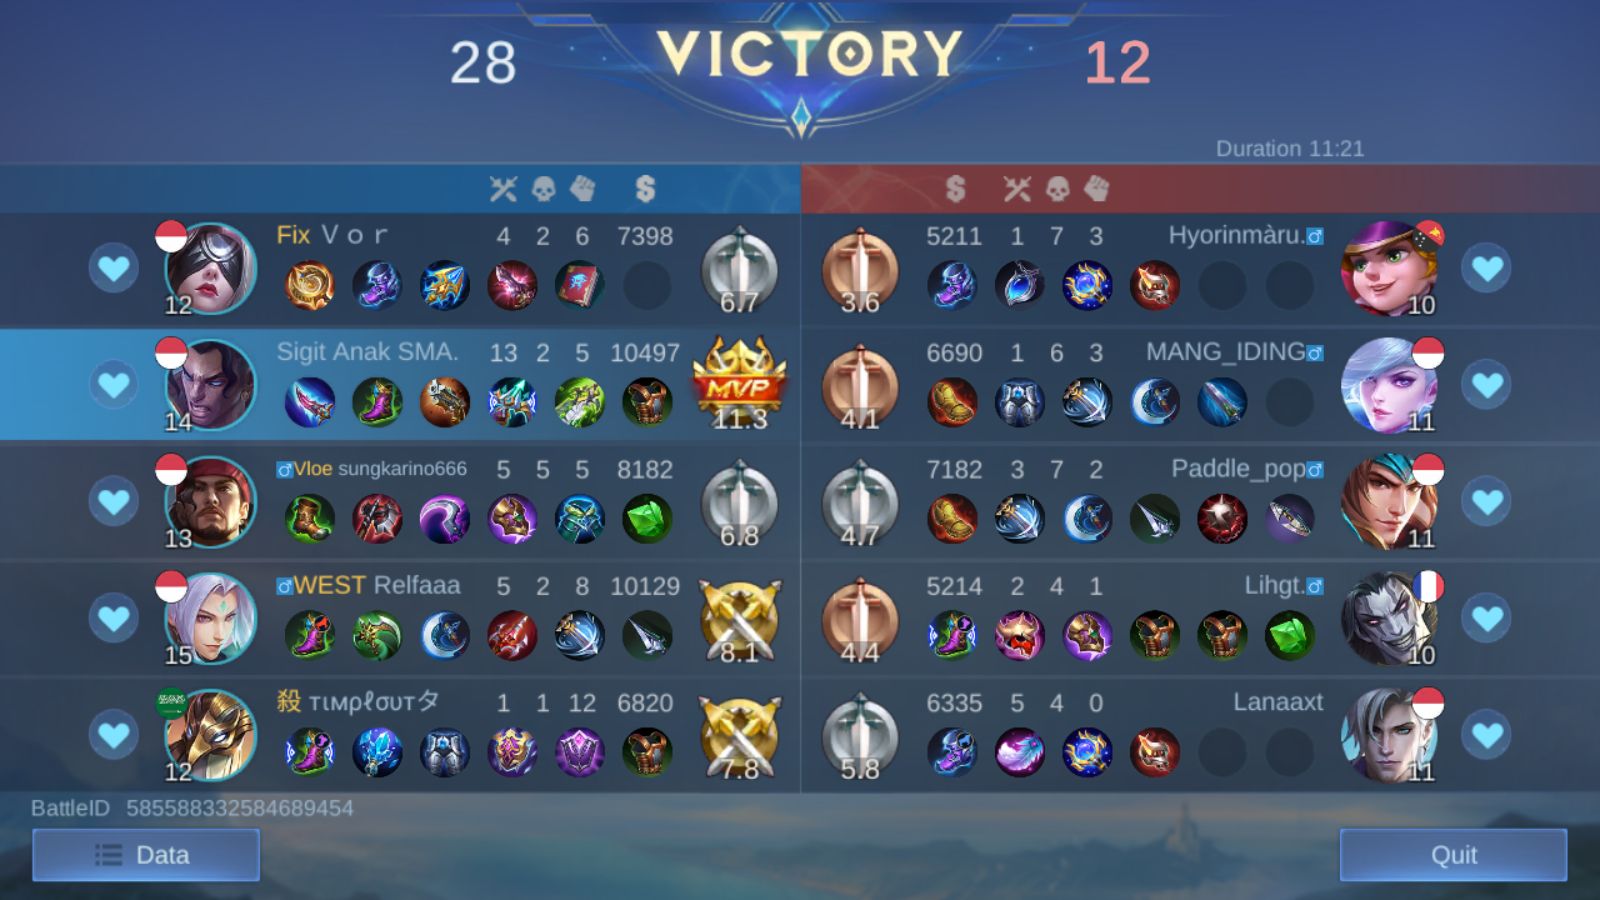 28 VICTORY 12
Duration 11:21
Fix V o r 4 2 6 7398
12 6.7
5211 1 7 3 Hyorinmàru.♂
3.6 10
Sigit Anak SMA. 13 2 5 10497
14 MVP 11.3
6690 1 6 3 MANG_IDING♂
4.1 11
♂Vloe sungkarino666 5 5 5 8182
13 6.8
7182 3 7 2 Paddle_pop♂
4.7 11
♂WEST Relfaaa 5 2 8 10129
15 8.1
5214 2 4 1 Lihgt.♂
4.4 10
殺 τιмρℓσυтタ 1 1 12 6820
12 7.8
6335 5 4 0 Lanaaxt
5.8 11
BattleID 585588332584689454
Data
Quit